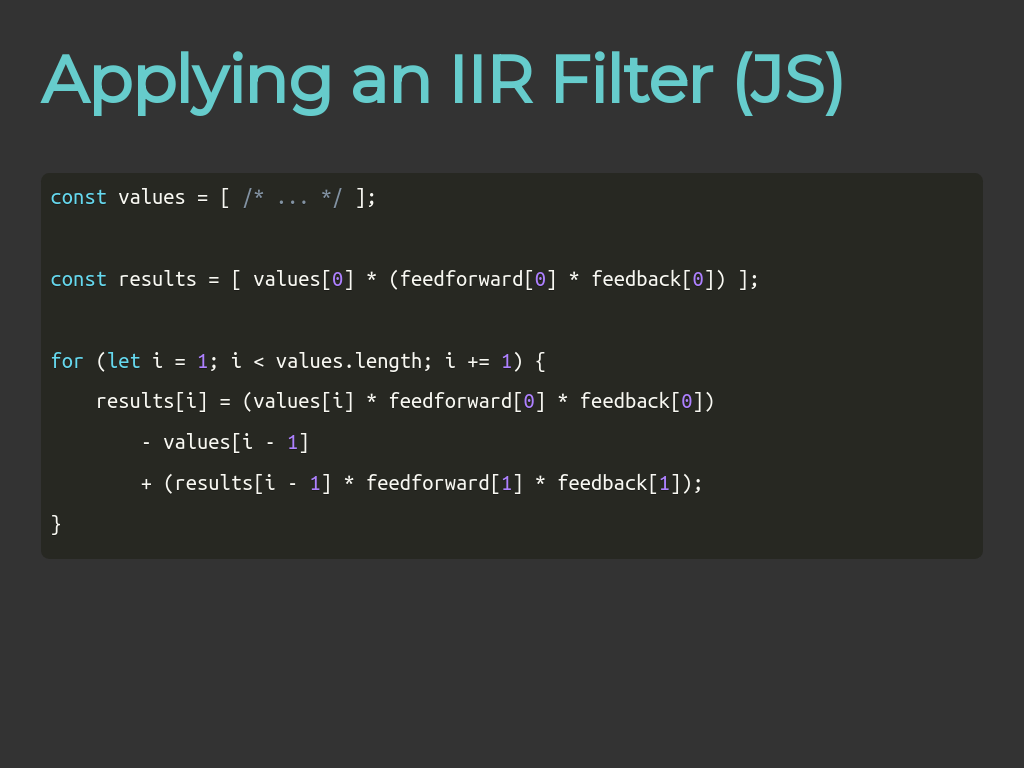 Applying an IIR Filter (JS)
const values = [ /* ... */ ];
const results = [ values[0] * (feedforward[0] * feedback[0]) ];
for (let i = 1; i < values.length; i += 1) {
    results[i] = (values[i] * feedforward[0] * feedback[0])
        - values[i - 1]
        + (results[i - 1] * feedforward[1] * feedback[1]);
}